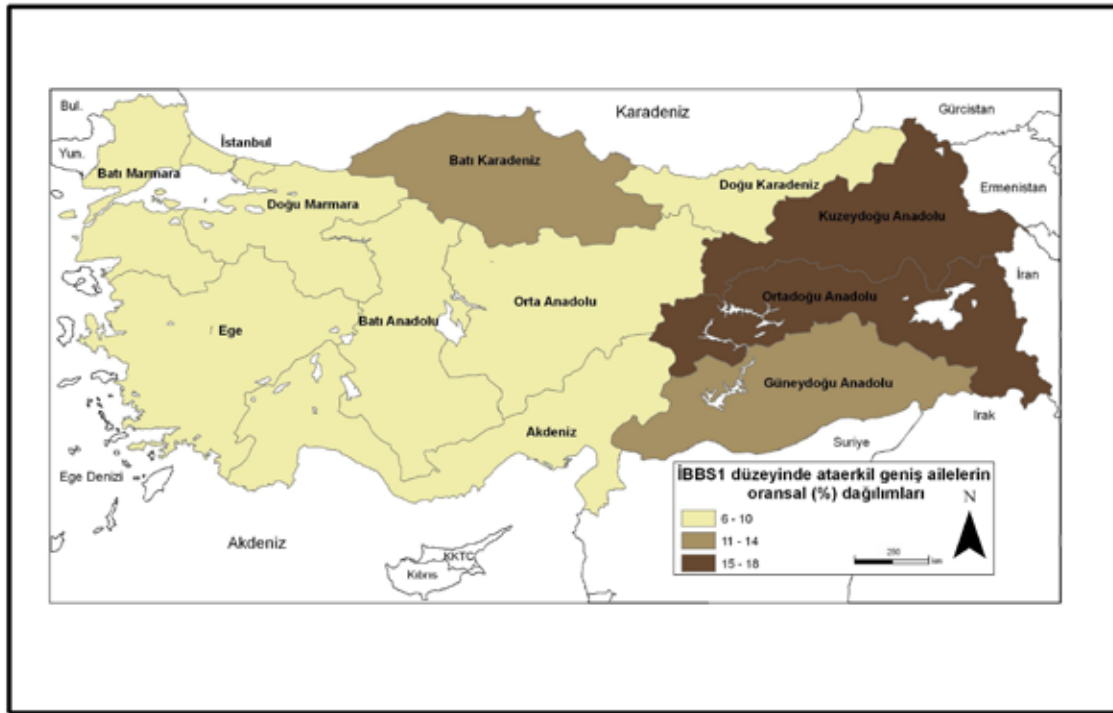 Bul.
Karadeniz
Gürcistan
İstanbul
Yun.
Batı Karadeniz
Batı Marmara
Doğu Karadeniz
Ermenistan
Doğu Marmara
Kuzeydoğu Anadolu
İran
Orta Anadolu
Ortadoğu Anadolu
Ege
Batı Anadolu
Güneydoğu Anadolu
Irak
Akdeniz
Suriye
Ege Denizi
İBBS1 düzeyinde ataerkil geniş ailelerin
oransal (%) dağılımları
N
6 - 10
11 - 14
15 - 18
250
km
Akdeniz
KKTC
Kıbrıs